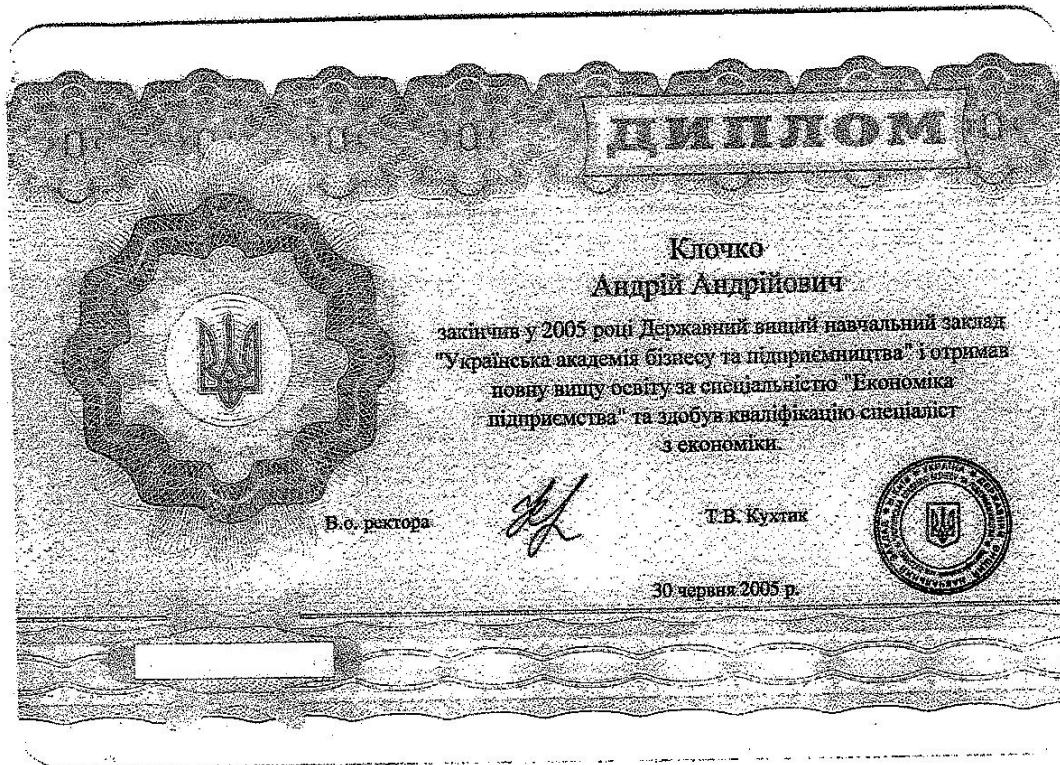 ДИПЛОМ
Клочко
Андрій Андрійович
закінчив у 2005 році Державний вищий навчальний заклад
"Українська академія бізнесу та підприємництва" і отримав
повну вищу освіту за спеціальністю "Економіка
підприємства" та здобув кваліфікацію спеціаліст
з економіки.
В.о. ректора
Т.В. Кухтик
30 червня 2005 р.